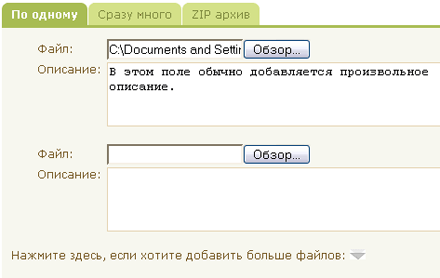 По одному Сразу много ZIP архив
Файл: C:\Documents and Settin Обзор...
Описание: В этом поле обычно добавляется произвольное
описание.
Файл: Обзор...
Описание:
Нажмите здесь, если хотите добавить больше файлов: